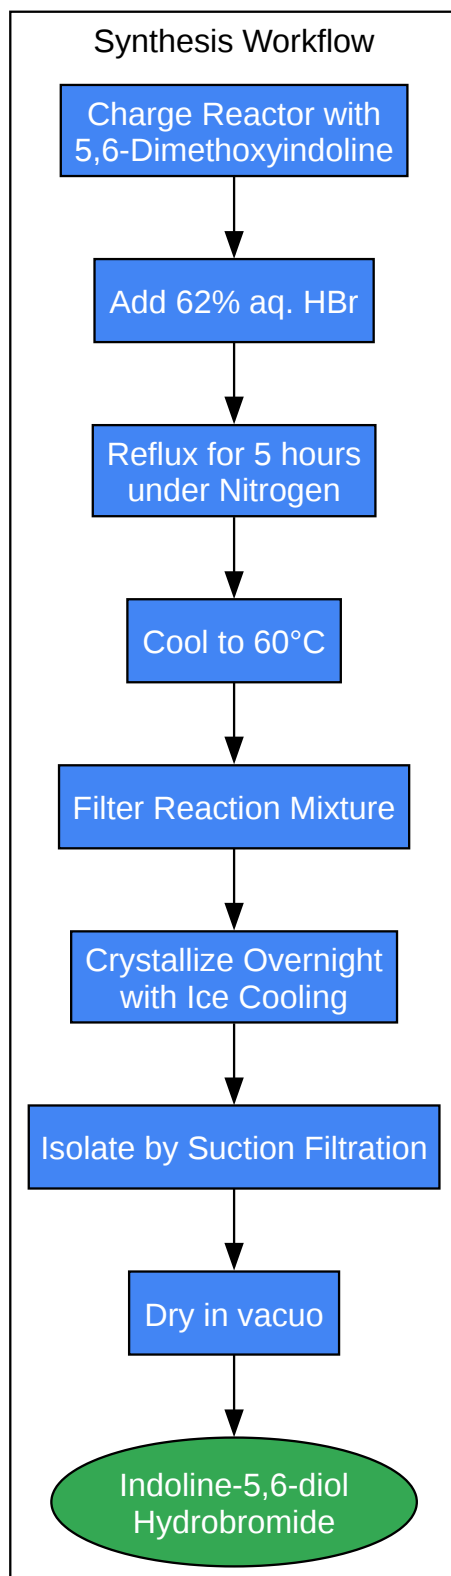 Synthesis Workflow
Charge Reactor with
5,6-Dimethoxyindoline
Add 62% aq. HBr
Reflux for 5 hours
under Nitrogen
Cool to 60°C
Filter Reaction Mixture
Crystallize Overnight
with Ice Cooling
Isolate by Suction Filtration
Dry in vacuo
Indoline-5,6-diol
Hydrobromide